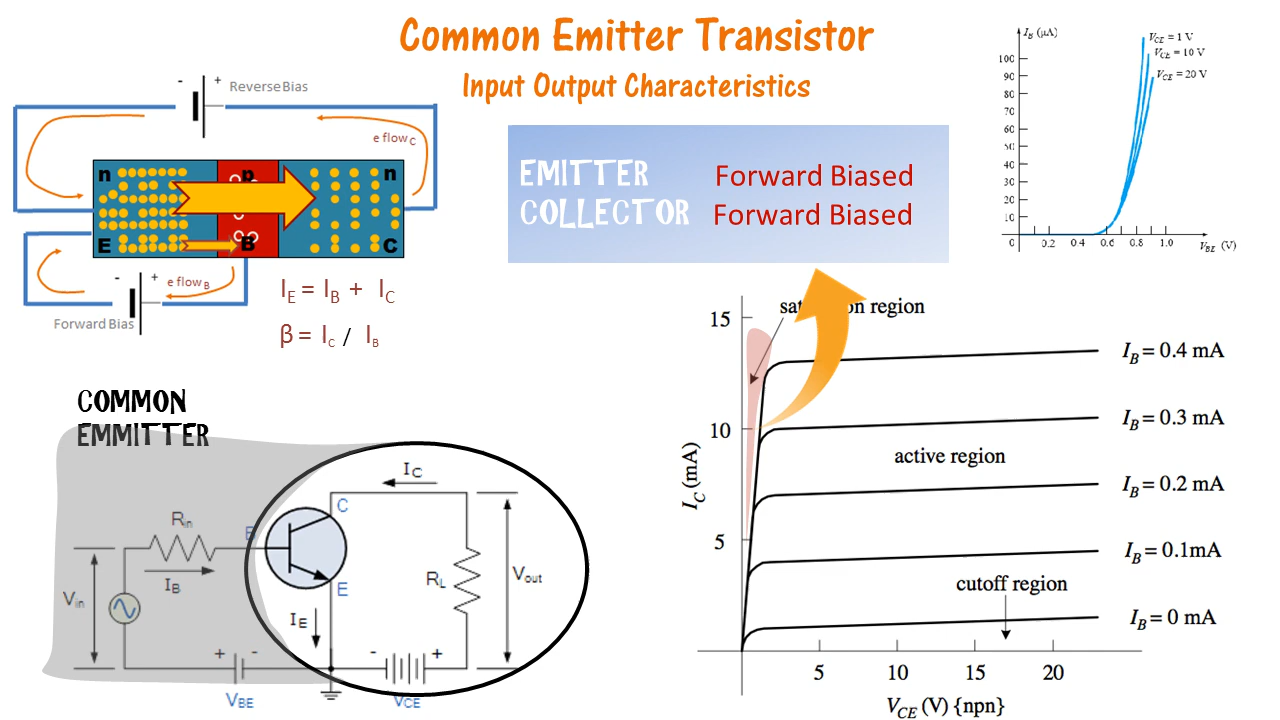 Common Emitter Transistor
Input Output Characteristics
- +
Reverse Bias
e flow C
n p n
E B C
- +
e flow B
Forward Bias
I_E = I_B + I_C
β = I_C / I_B
EMITTER Forward Biased
COLLECTOR Forward Biased
I_B (μA)
V_CE = 1 V
V_CE = 10 V
V_CE = 20 V
100
90
80
70
60
50
40
30
20
10
0
0 0.2 0.4 0.6 0.8 1.0
V_BE (V)
COMMON
EMMITTER
I_C
C
R_in
B
I_B
V_in
E
R_L
V_out
I_E
+ - - +
V_BE V_CE
15
region
I_B = 0.4 mA
10
I_B = 0.3 mA
active region
I_C (mA)
I_B = 0.2 mA
5
I_B = 0.1mA
cutoff region
I_B = 0 mA
5 10 15 20
V_CE (V) {npn}